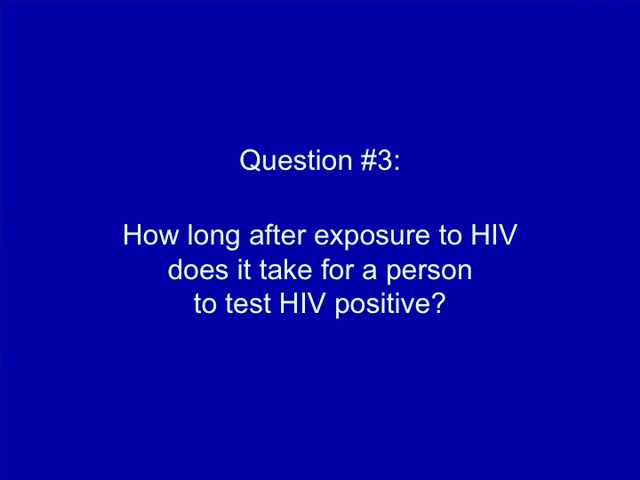 Question #3:
How long after exposure to HIV
does it take for a person
to test HIV positive?